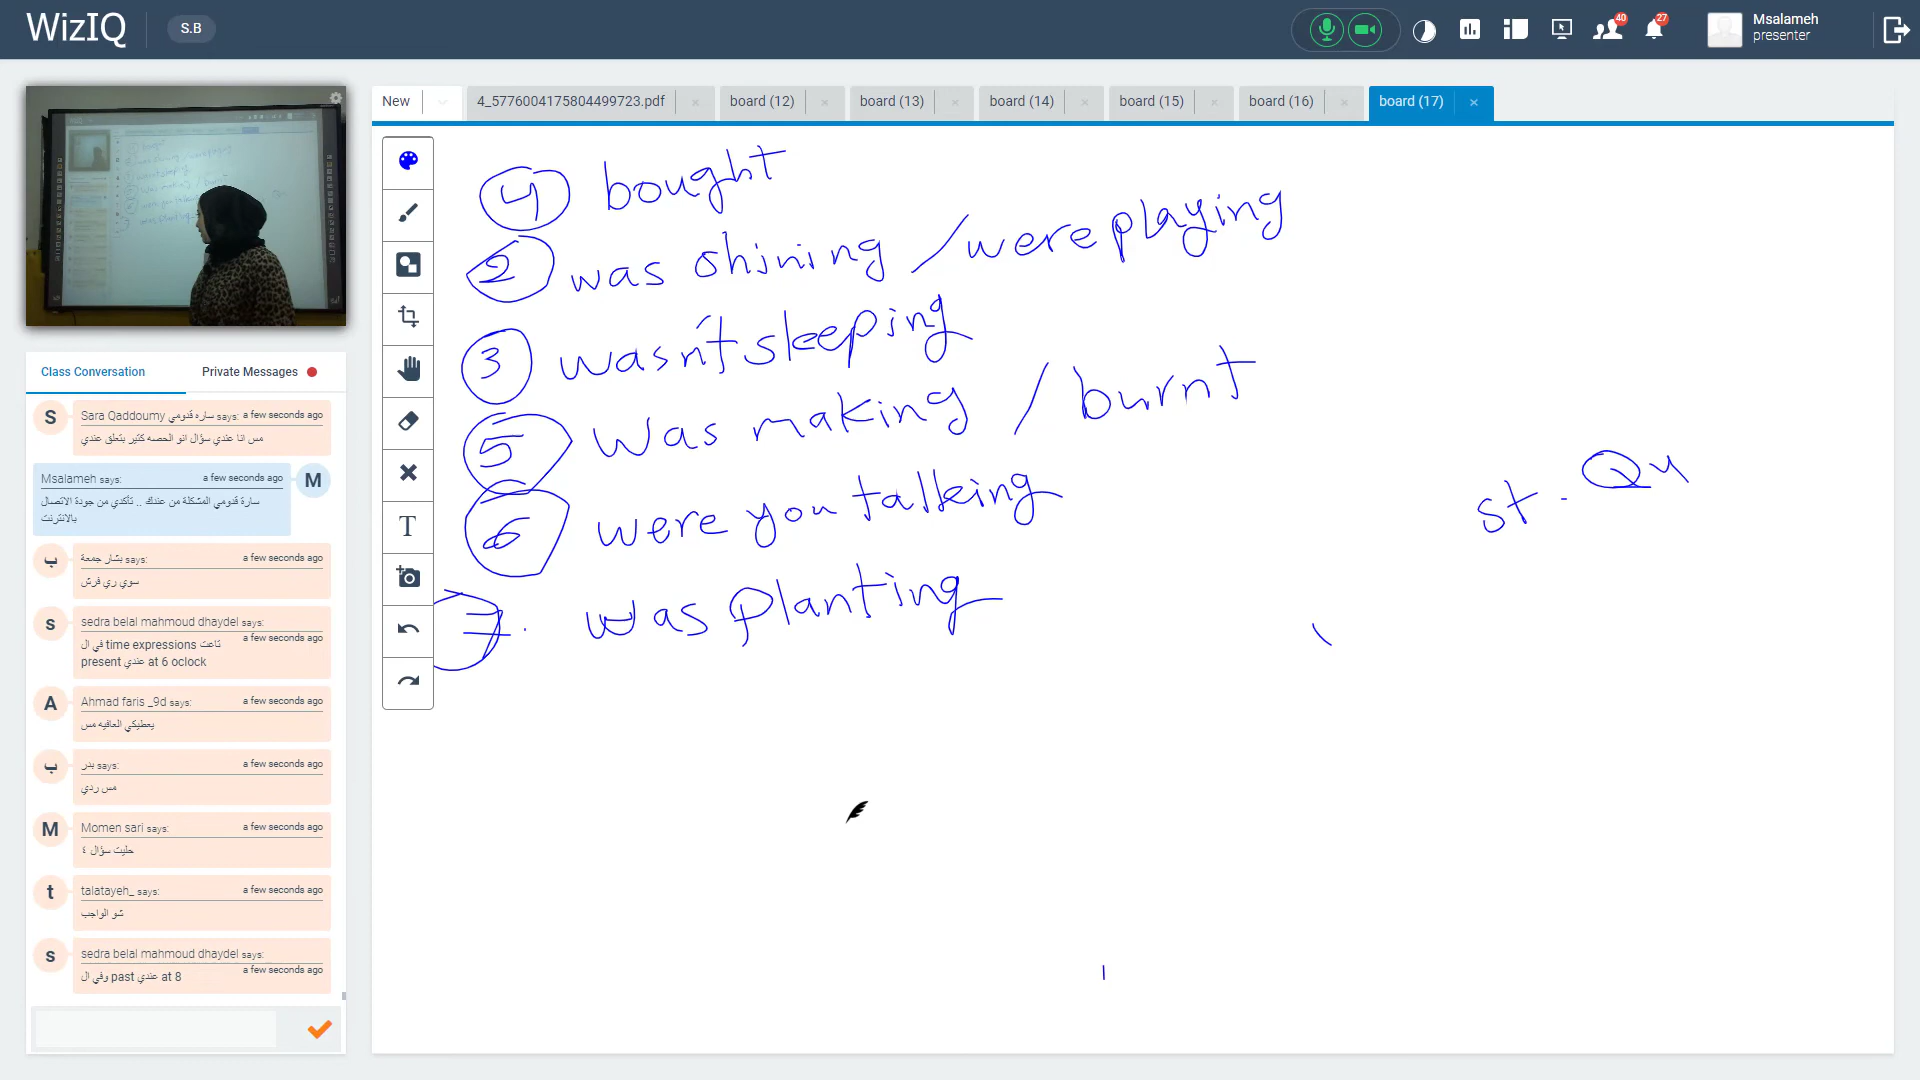 WizIQ
S.B
40
27
Msalameh
presenter
New
4_5776004175804499723.pdf
board (12)
board (13)
board (14)
board (15)
board (16)
board (17)
4 bought
2 was shining / were playing
3 wasn't sleeping
5 was making / burnt
6 were you talking
7. was planting
st. Qu
T
Class Conversation
Private Messages
S
Sara Qaddoumy ساره قدومي says: a few seconds ago
مس انا عندي سؤال انو الحصه كتير بتعلق عندي
Msalameh says: a few seconds ago
M
سارة قدومي المشكلة من عندك .. تأكدي من جودة الاتصال
بالانترنت
ب
بشار جمعة says: a few seconds ago
سوي ري فرش
s
sedra belal mahmoud dhaydel says:
a few seconds ago
في ال time expressions تاعت
present عندي at 6 oclock
A
Ahmad faris _9d says: a few seconds ago
يعطيكي العافيه مس
ب
بدر says: a few seconds ago
مس ردي
M
Momen sari says: a few seconds ago
حليت سؤال ٤
t
talatayeh_ says: a few seconds ago
شو الواجب
s
sedra belal mahmoud dhaydel says:
a few seconds ago
وفي ال past عندي at 8